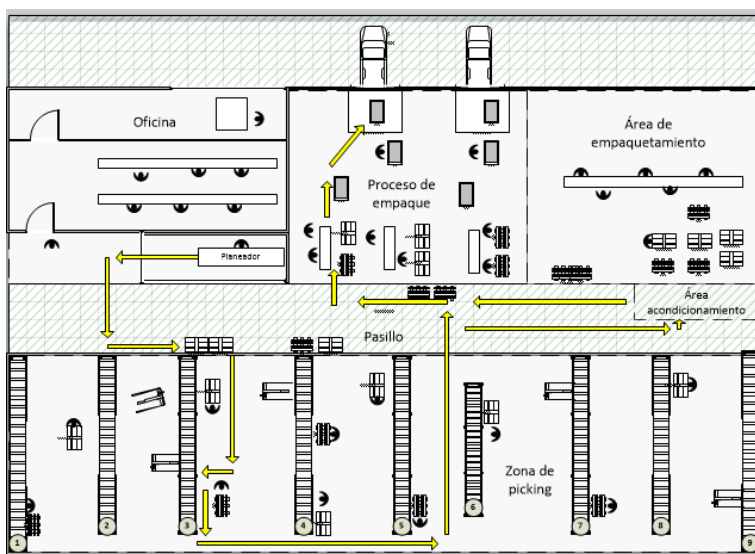 Oficina
Área de
empaquetamiento
Proceso de
empaque
Planeador
Área
acondicionamiento
Pasillo
Zona de
picking
1
2
3
4
5
6
7
8
9